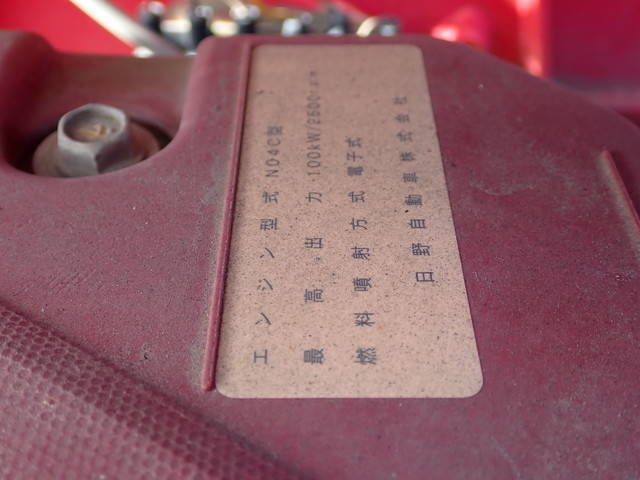 エンジン型式・N04C型
最高出力・100kW/2500r.p.m
燃料噴射方式 電子式
日野自動車株式会社